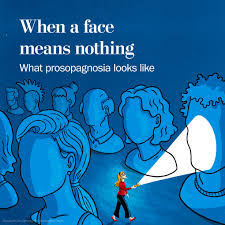 When a face
means nothing
What prosopagnosia looks like